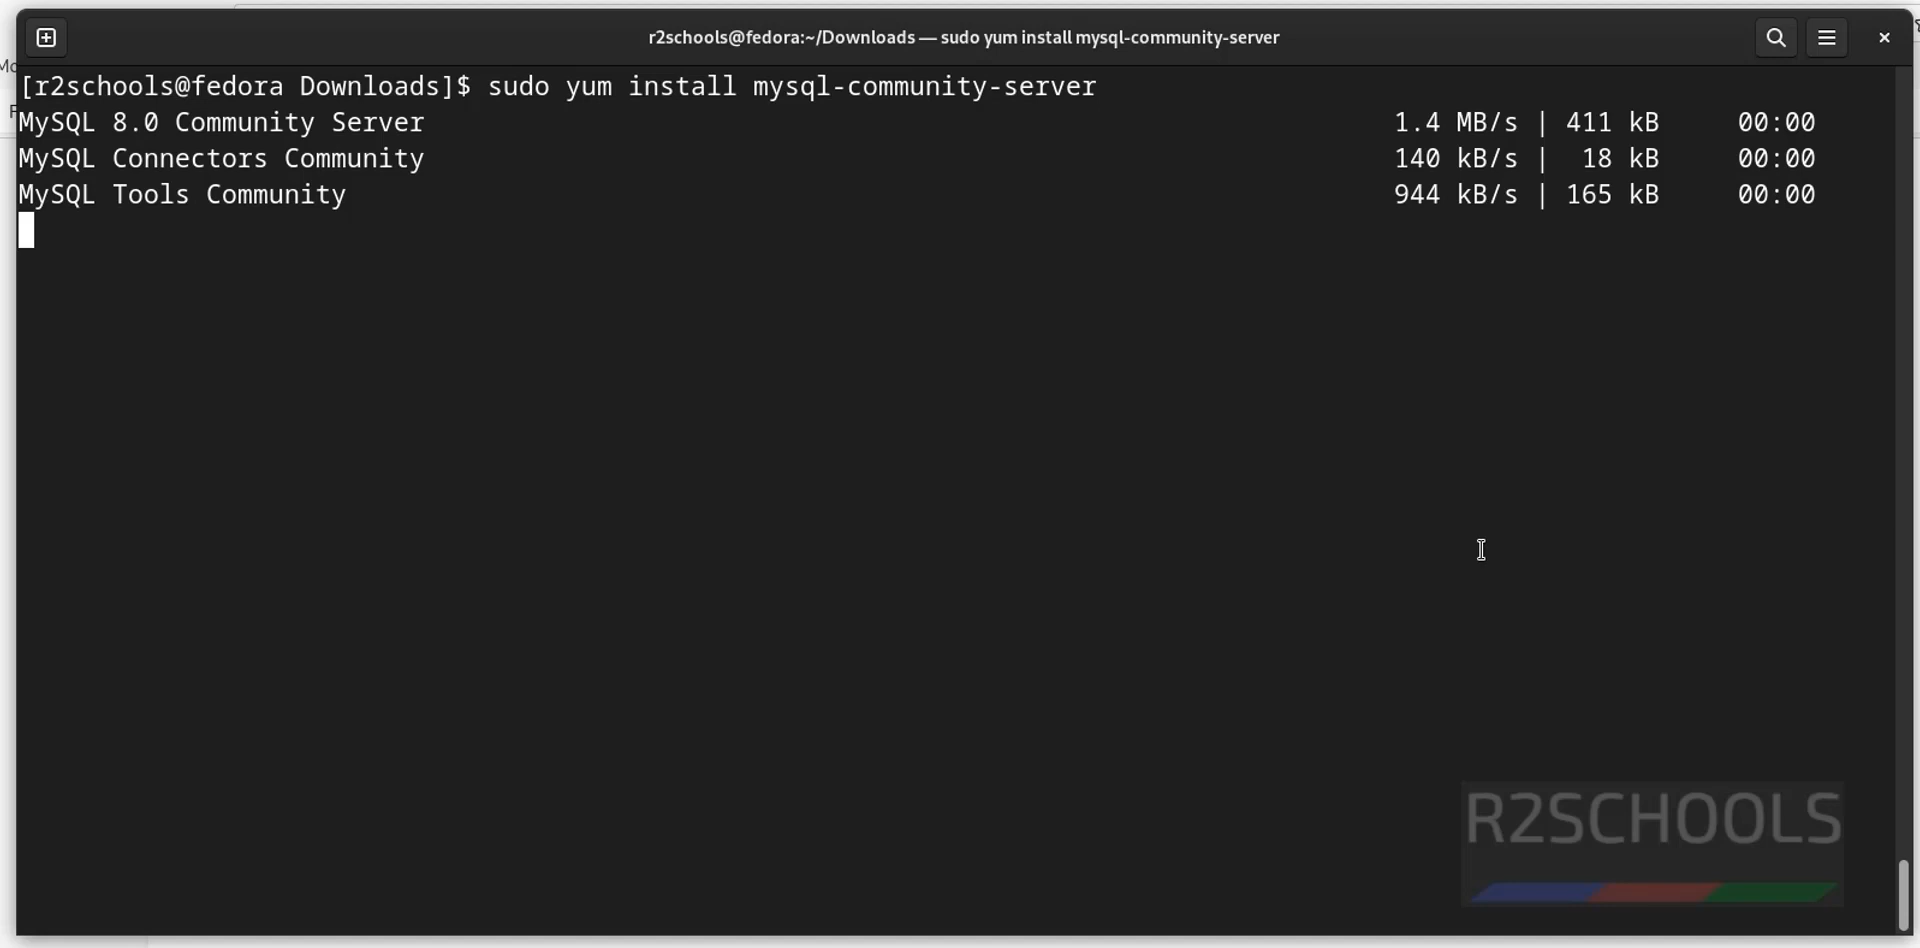 r2schools@fedora:~/Downloads — sudo yum install mysql-community-server
[r2schools@fedora Downloads]$ sudo yum install mysql-community-server
MySQL 8.0 Community Server 1.4 MB/s | 411 kB 00:00
MySQL Connectors Community 140 kB/s | 18 kB 00:00
MySQL Tools Community 944 kB/s | 165 kB 00:00
R2SCHOOLS